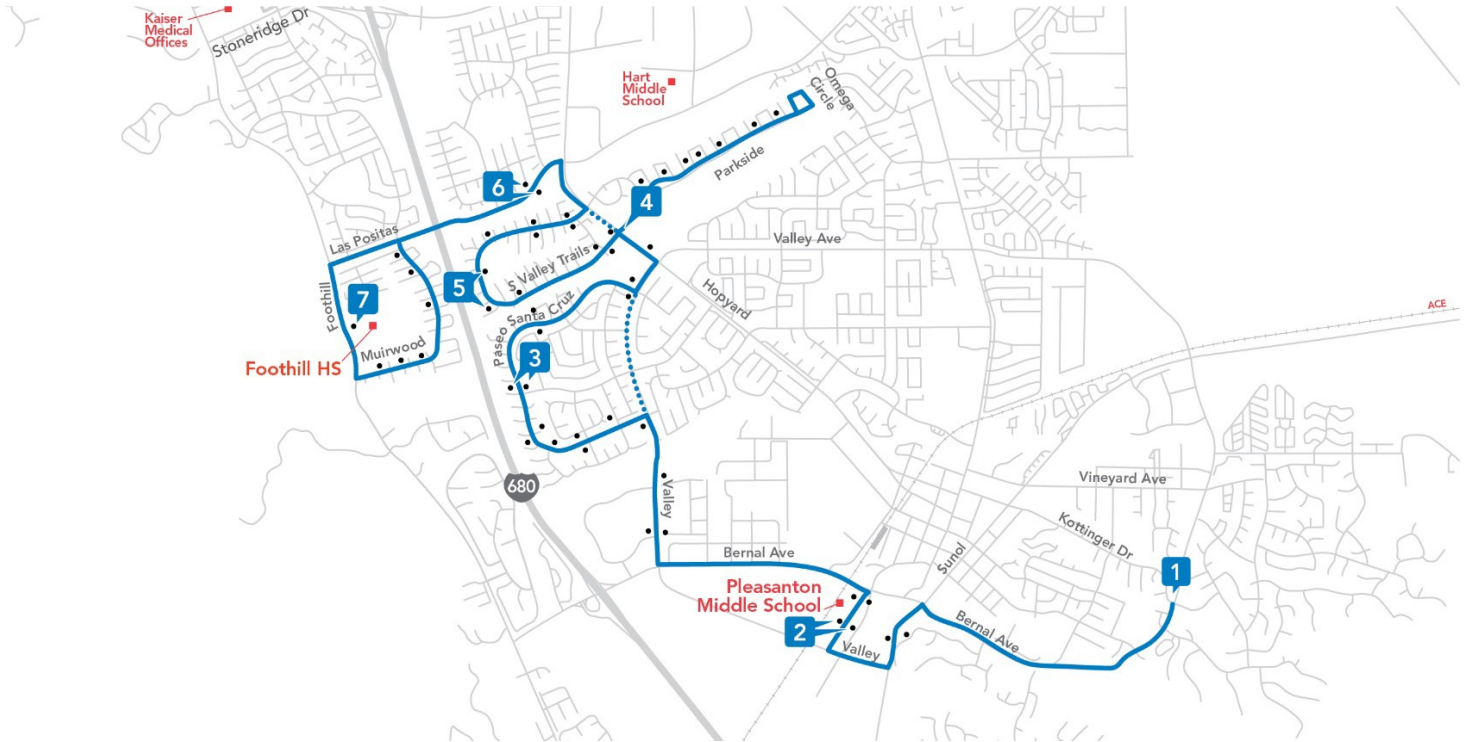 Kaiser
Medical
Offices
Stoneridge Dr
Hart
Middle
School
Omega
Circle
Parkside
6
4
Las Positas
Valley Ave
S Valley Trails
5
7
Foothill
Hopyard
Paseo Santa Cruz
ACE
Muirwood
3
Foothill HS
680
Valley
Vineyard Ave
Kottinger Dr
Bernal Ave
Sunol
1
Pleasanton
Middle School
2
Bernal Ave
Valley